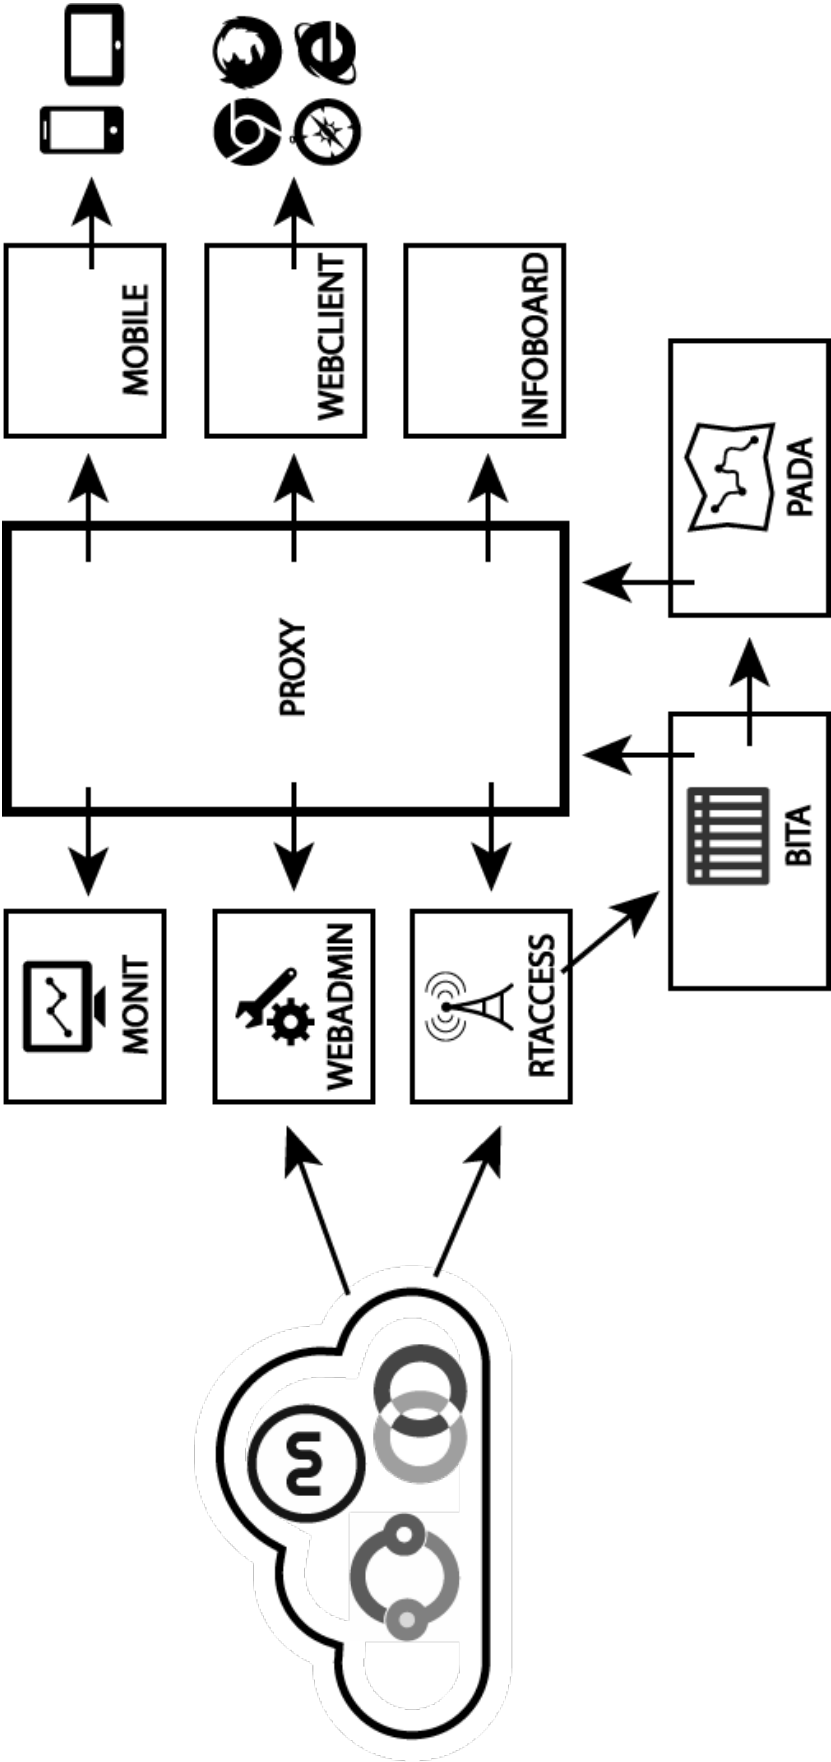 MOBILE
WEBCLIENT
INFOBOARD
PROXY
PADA
MONIT
WEBADMIN
RTACCESS
BITA